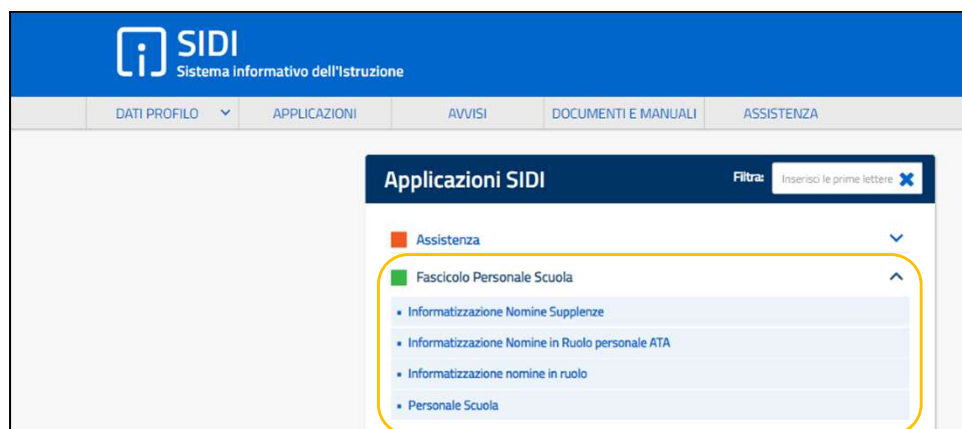 SIDI
Sistema informativo dell'Istruzione
DATI PROFILO APPLICAZIONI AVVISI DOCUMENTI E MANUALI ASSISTENZA
Applicazioni SIDI Filtra: Inserisci le prime lettere
Assistenza
Fascicolo Personale Scuola
Informatizzazione Nomine Supplenze
Informatizzazione Nomine in Ruolo personale ATA
Informatizzazione nomine in ruolo
Personale Scuola